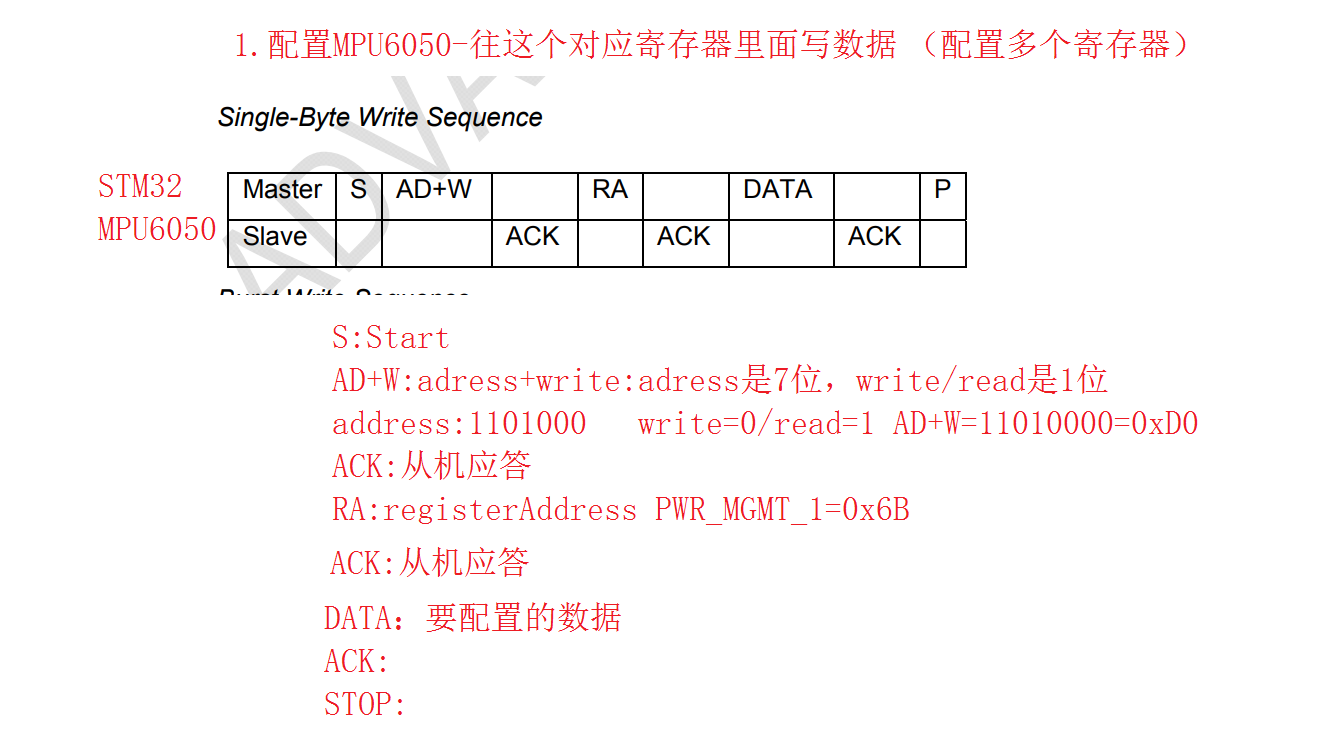 1.配置MPU6050-往这个对应寄存器里面写数据 （配置多个寄存器）
Single-Byte Write Sequence
STM32 Master S AD+W RA DATA P
MPU6050 Slave ACK ACK ACK
Burst Write Sequence
S:Start
AD+W:adress+write:adress是7位，write/read是1位
address:1101000 write=0/read=1 AD+W=11010000=0xD0
ACK:从机应答
RA:registerAddress PWR_MGMT_1=0x6B
ACK:从机应答
DATA：要配置的数据
ACK:
STOP: